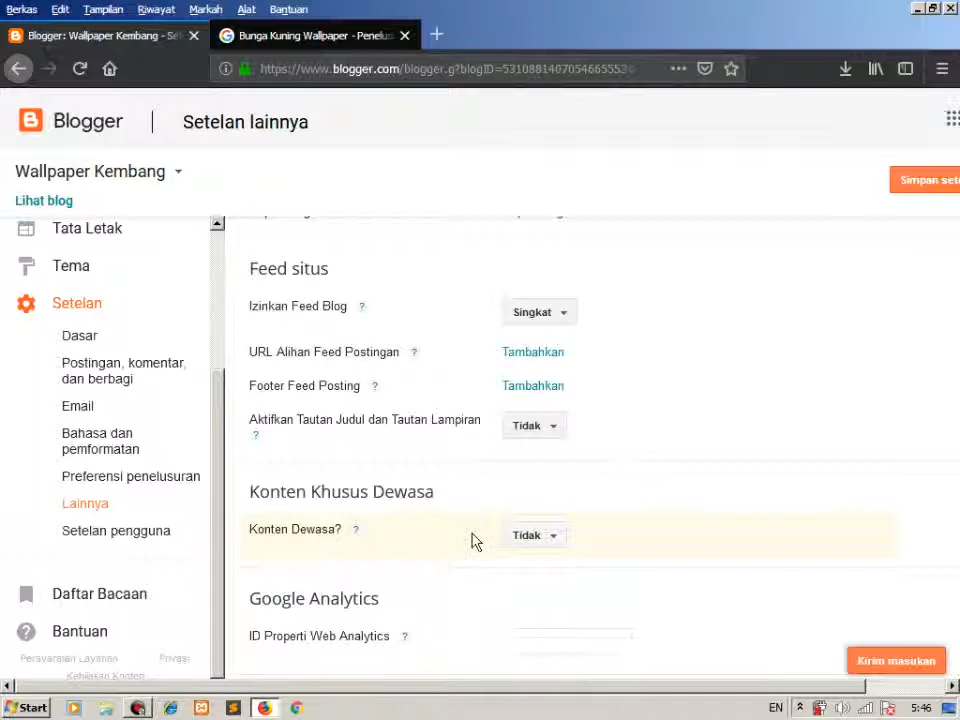 Berkas Edit Tampilan Riwayat Markah Alat Bantuan
Blogger: Wallpaper Kembang - Set
Bunga Kuning Wallpaper - Penelus
https://www.blogger.com/blogger.g?blogID=531088140705466555
Blogger
Setelan lainnya
Wallpaper Kembang
Simpan sete
Lihat blog
Tata Letak
Tema
Setelan
Dasar
Postingan, komentar,
dan berbagi
Email
Bahasa dan
pemformatan
Preferensi penelusuran
Lainnya
Setelan pengguna
Daftar Bacaan
Bantuan
Persyaratan Layanan
Privasi
Kebijakan Konten
Feed situs
Izinkan Feed Blog ?
Singkat
URL Alihan Feed Postingan ?
Tambahkan
Footer Feed Posting ?
Tambahkan
Aktifkan Tautan Judul dan Tautan Lampiran
?
Tidak
Konten Khusus Dewasa
Konten Dewasa? ?
Tidak
Google Analytics
ID Properti Web Analytics ?
Kirim masukan
Start
EN
5:46